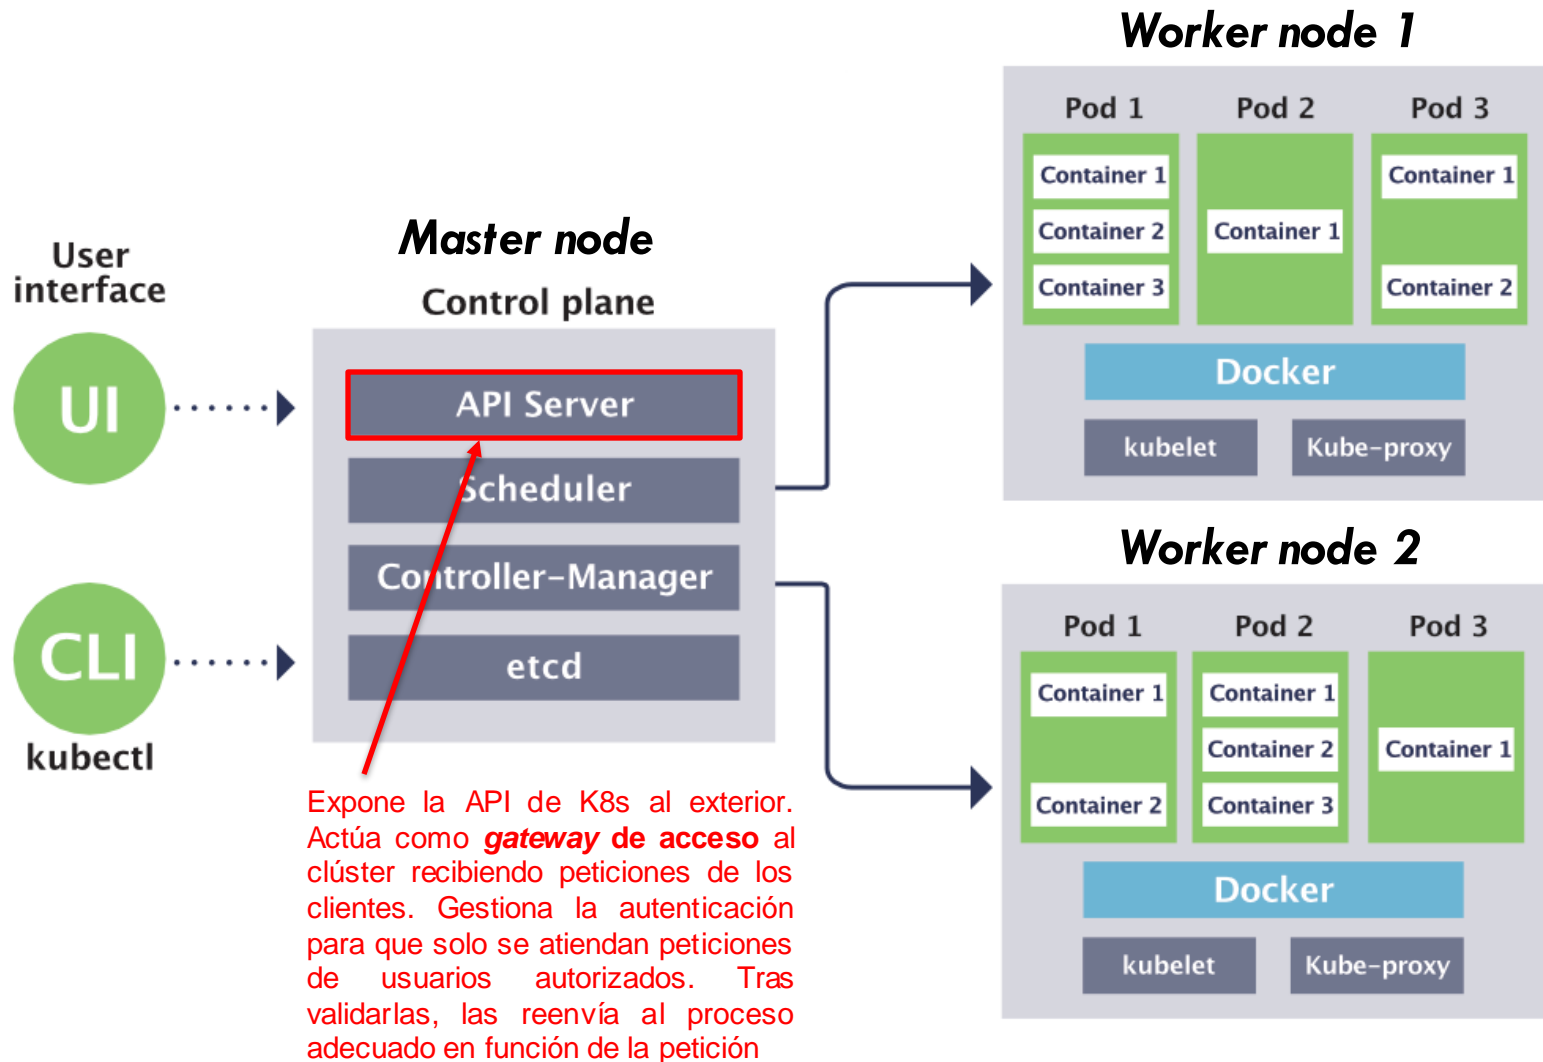 User
interface
UI
CLI
kubectl
Master node
Control plane
API Server
Scheduler
Controller-Manager
etcd
Expone la API de K8s al exterior.
Actúa como gateway de acceso al
clúster recibiendo peticiones de los
clientes. Gestiona la autenticación
para que solo se atiendan peticiones
de usuarios autorizados. Tras
validarlas, las reenvía al proceso
adecuado en función de la petición
Worker node 1
Pod 1
Container 1
Container 2
Container 3
Pod 2
Container 1
Pod 3
Container 1
Container 2
Docker
kubelet
Kube-proxy
Worker node 2
Pod 1
Container 1
Container 2
Pod 2
Container 1
Container 2
Container 3
Pod 3
Container 1
Docker
kubelet
Kube-proxy